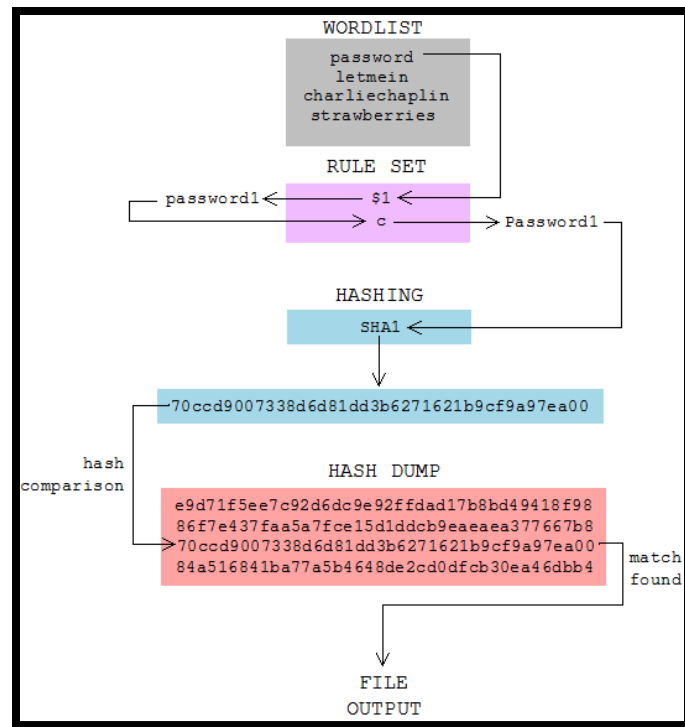 WORDLIST
password
letmein
charliechaplin
strawberries
RULE SET
password1
$1
c
Password1
HASHING
SHA1
70ccd9007338d6d81dd3b6271621b9cf9a97ea00
hash
comparison
HASH DUMP
e9d71f5ee7c92d6dc9e92ffdad17b8bd49418f98
86f7e437faa5a7fce15d1ddcb9eaeaea377667b8
70ccd9007338d6d81dd3b6271621b9cf9a97ea00
84a516841ba77a5b4648de2cd0dfcb30ea46dbb4
match
found
FILE
OUTPUT